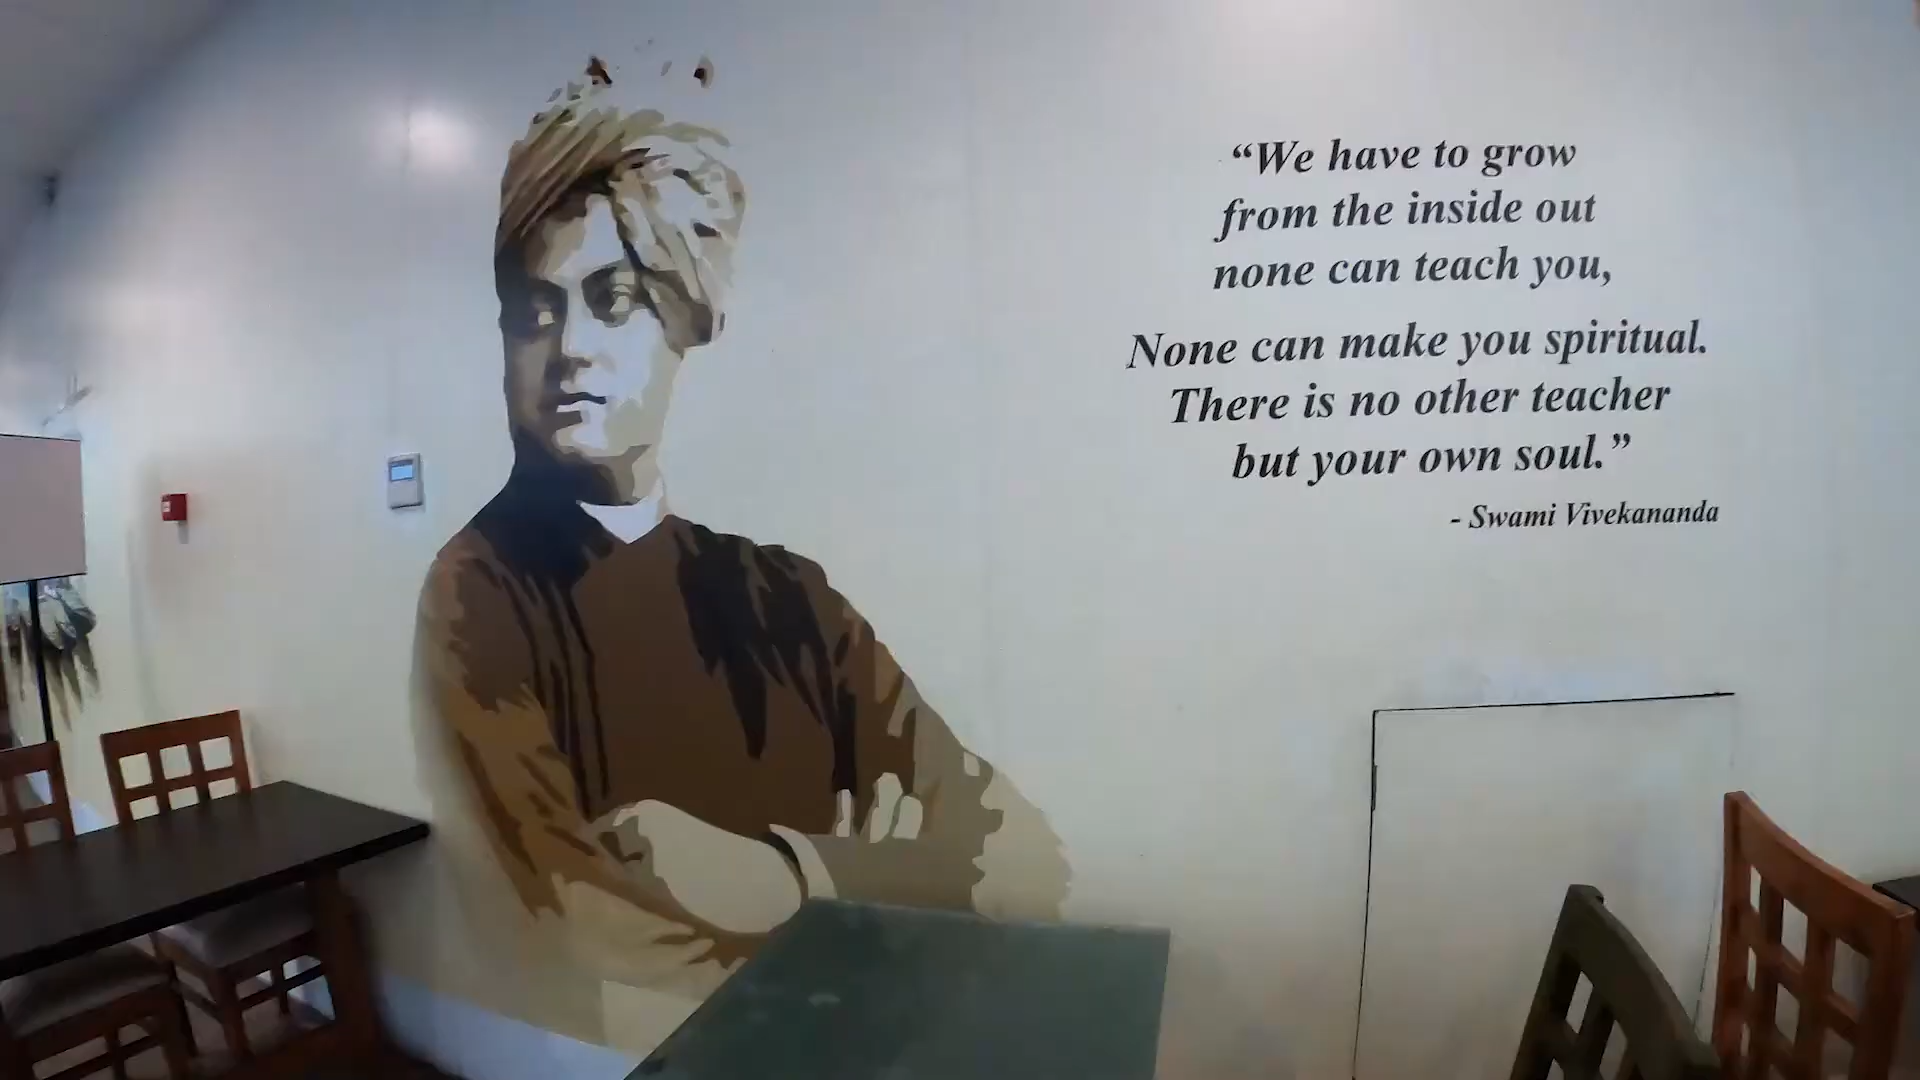 “We have to grow
from the inside out
none can teach you,
None can make you spiritual.
There is no other teacher
but your own soul.”
- Swami Vivekananda